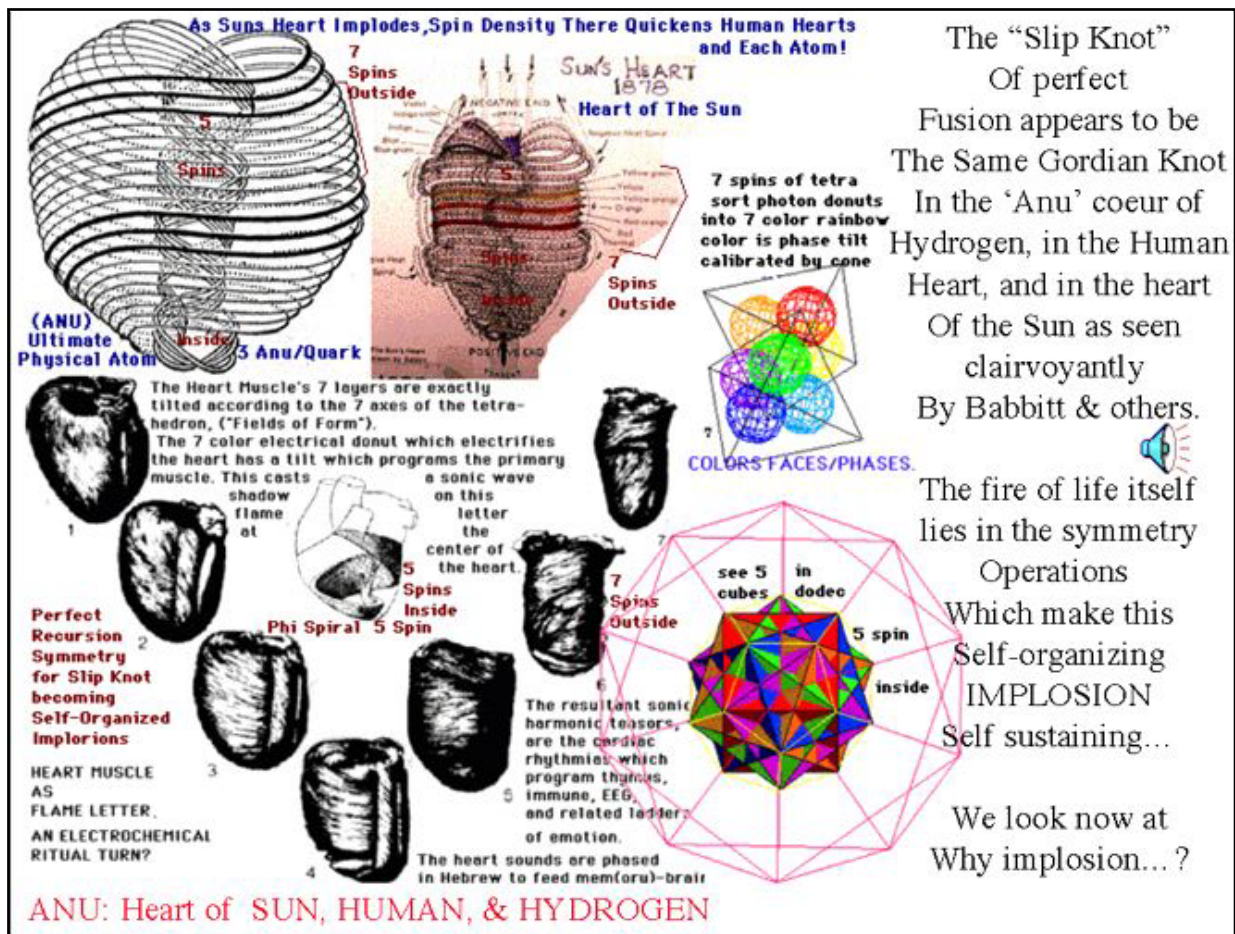 As Suns Heart Implodes,Spin Density There Quickens Human Hearts
and Each Atom!
7
Spins
Outside
5
Spins
Inside
(ANU)
Ultimate
Physical Atom
3 Anu/Quark
SUN'S HEART
1878
Heart of The Sun
NEGATIVE END
Violet
Indigo
Blue
Yellow green
Yellow
Yellow orange
Orange
Red orange
Red
5
Spins
Inside
POSITIVE END
7
Spins
Outside
7 spins of tetra
sort photon donuts
into 7 color rainbow
color is phase tilt
calibrated by cone
7
COLORS FACES/PHASES.
The Heart Muscle's 7 layers are exactly
tilted according to the 7 axes of the tetra-
hedron, ("Fields of Form").
The 7 color electrical donut which electrifies
the heart has a tilt which programs the primary
muscle. This casts a sonic wave
shadow on this
flame letter
at the
center of
the heart.
5
Spins
Inside
Phi Spiral 5 Spin
1
2
3
4
5
6
7
7
Spins
Outside
Perfect
Recursion
Symmetry
for Slip Knot
becoming
Self-Organized
Implorions
HEART MUSCLE
AS
FLAME LETTER,
AN ELECTROCHEMICAL
RITUAL TURN?
The resultant sonic
harmonic tensors,
are the cardiac
rhythmias which
program thymus,
immune, EEG,
and related ladders
of emotion.
The heart sounds are phased
in Hebrew to feed mem(oru)-brain
see 5
cubes
in
dodec
5 spin
inside
ANU: Heart of SUN, HUMAN, & HYDROGEN
The “Slip Knot”
Of perfect
Fusion appears to be
The Same Gordian Knot
In the ‘Anu’ coeur of
Hydrogen, in the Human
Heart, and in the heart
Of the Sun as seen
clairvoyantly
By Babbitt & others.
The fire of life itself
lies in the symmetry
Operations
Which make this
Self-organizing
IMPLOSION
Self sustaining…
We look now at
Why implosion…?